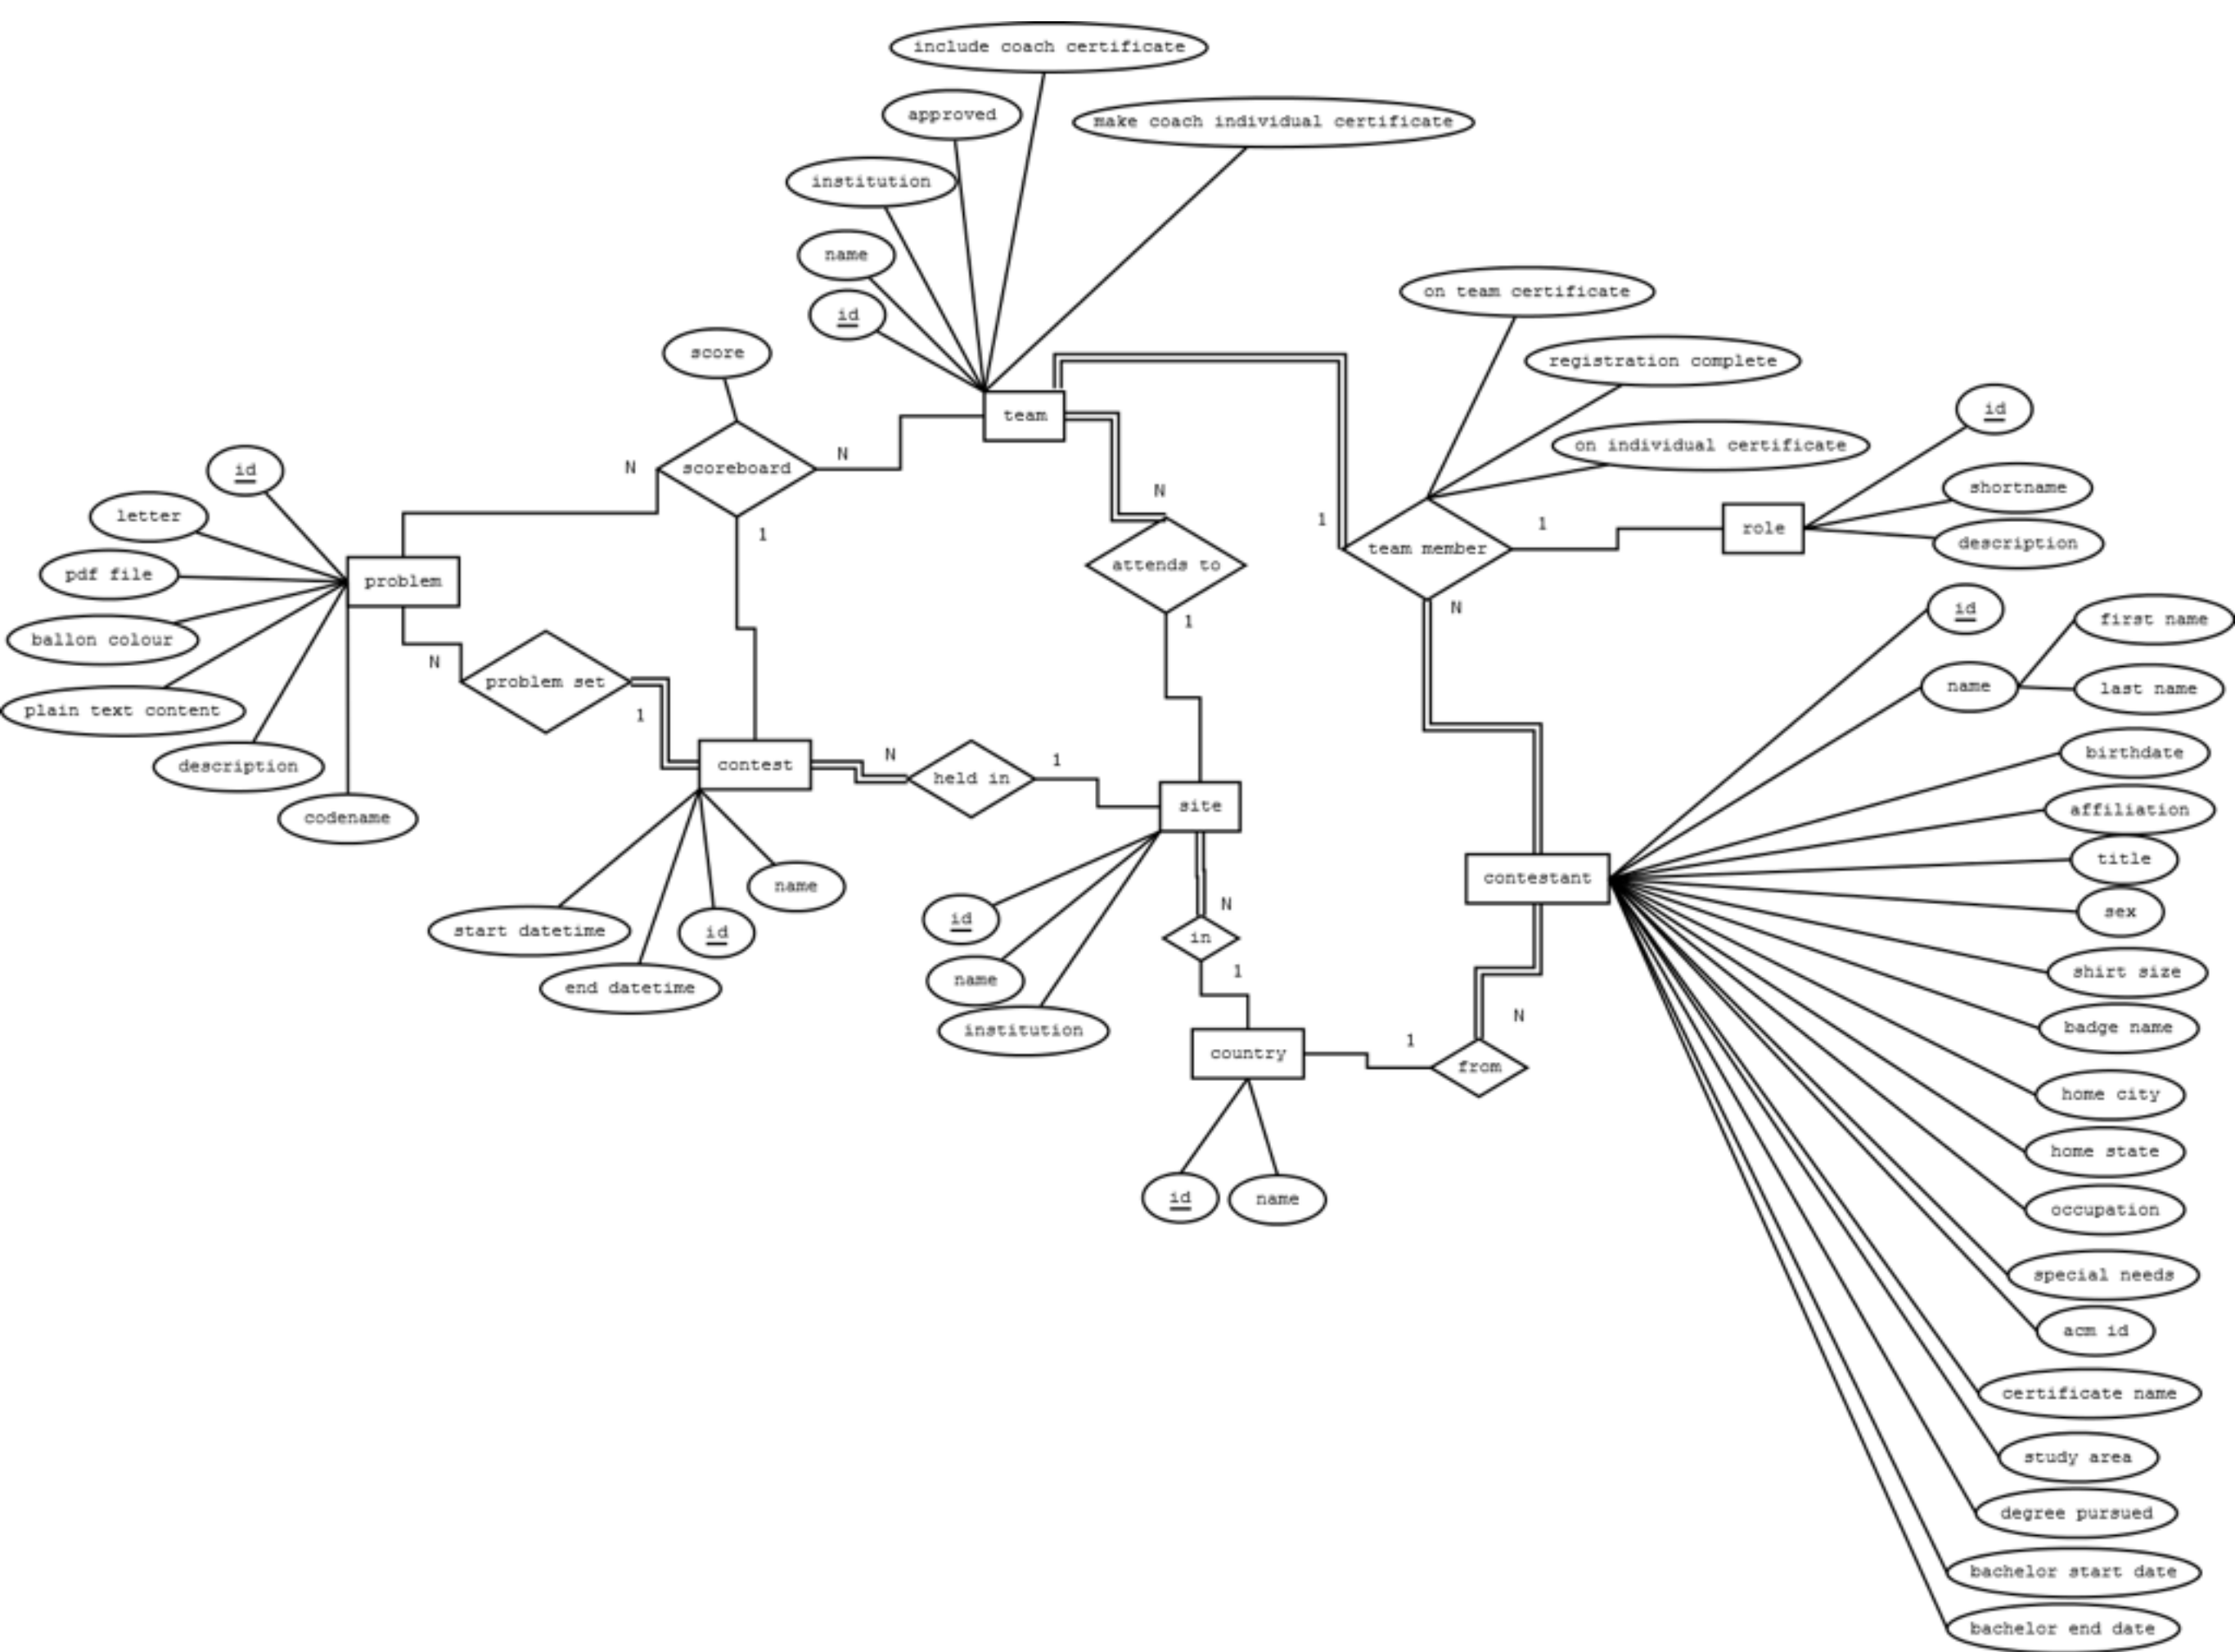 include coach certificate
approved
make coach individual certificate
institution
name
id
score
on team certificate
registration complete
on individual certificate
id
shortname
description
team
scoreboard
N
N
1
N
attends to
1
1
team member
1
N
role
id
letter
pdf file
ballon colour
plain text content
description
codename
problem
N
problem set
1
contest
N
held in
1
site
start datetime
end datetime
id
name
id
name
institution
N
in
1
country
1
from
N
id
name
contestant
id
name
first name
last name
birthdate
affiliation
title
sex
shirt size
badge name
home city
home state
occupation
special needs
acm id
certificate name
study area
degree pursued
bachelor start date
bachelor end date